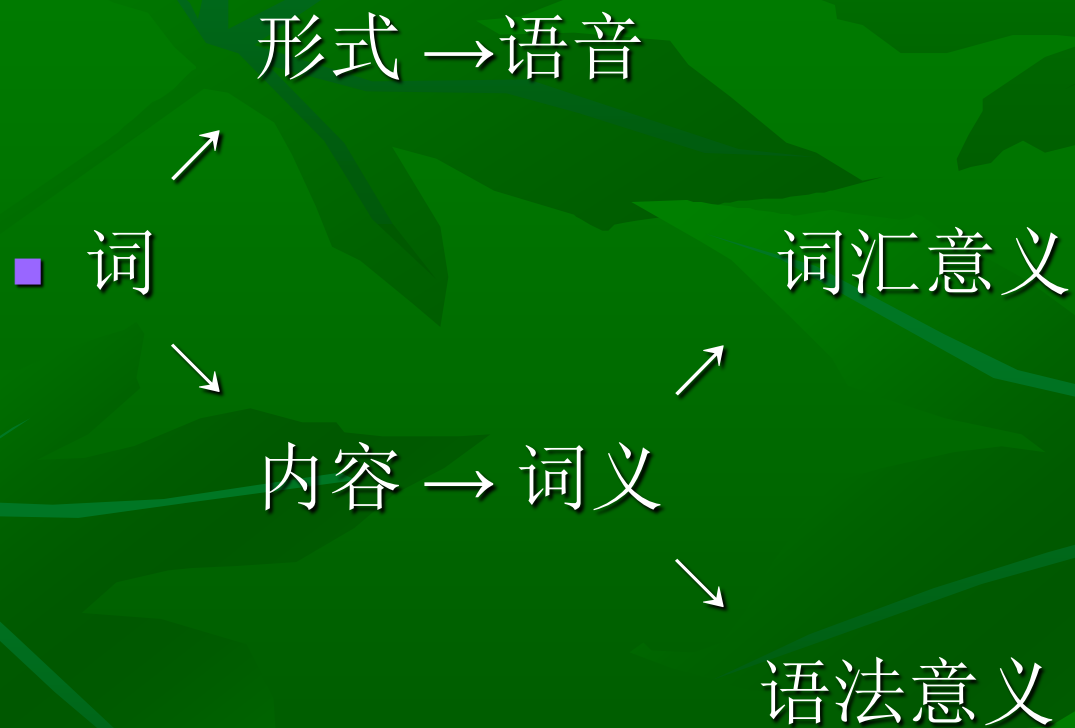 形式 →语音
↗
■ 词 词汇意义
↘ ↗
内容 → 词义
↘
语法意义